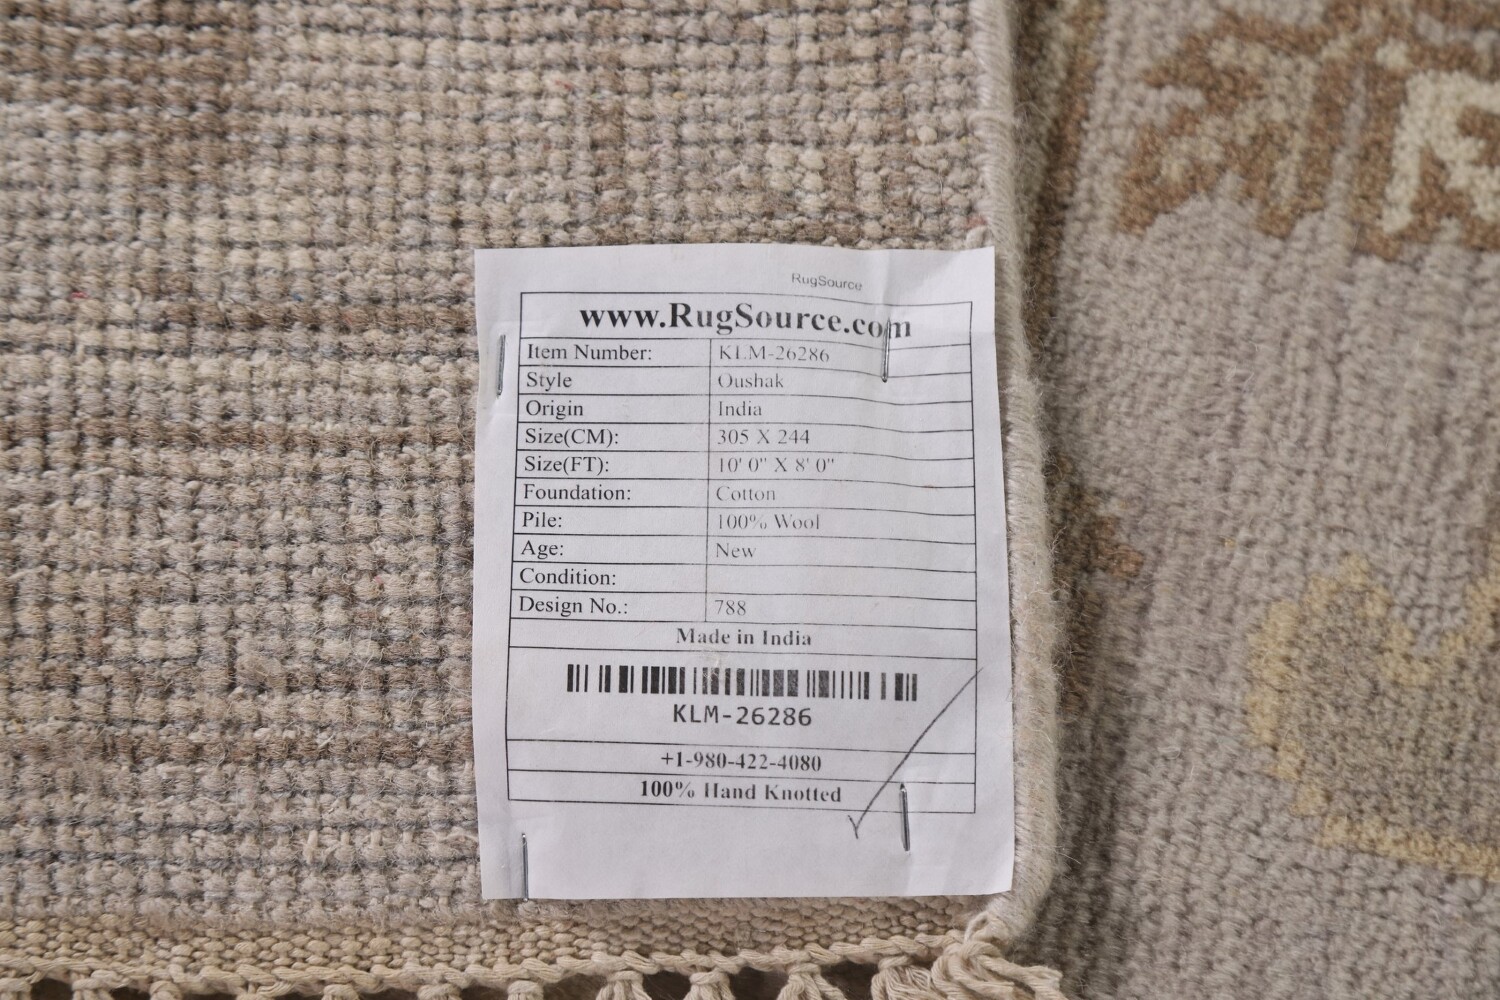 RugSource
www.RugSource.com
Item Number: KLM-26286
Style Oushak
Origin India
Size(CM): 305 X 244
Size(FT): 10' 0" X 8' 0"
Foundation: Cotton
Pile: 100% Wool
Age: New
Condition:
Design No.: 788
Made in India
KLM-26286
+1-980-422-4080
100% Hand Knotted